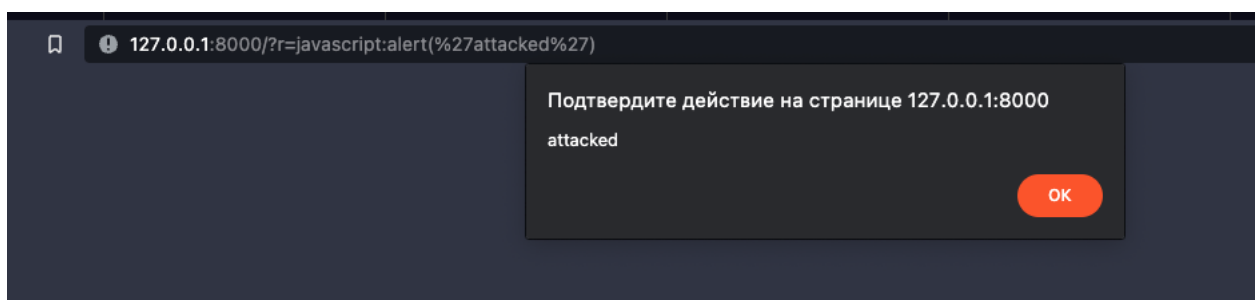 127.0.0.1:8000/?r=javascript:alert(%27attacked%27)
Подтвердите действие на странице 127.0.0.1:8000
attacked
ОК